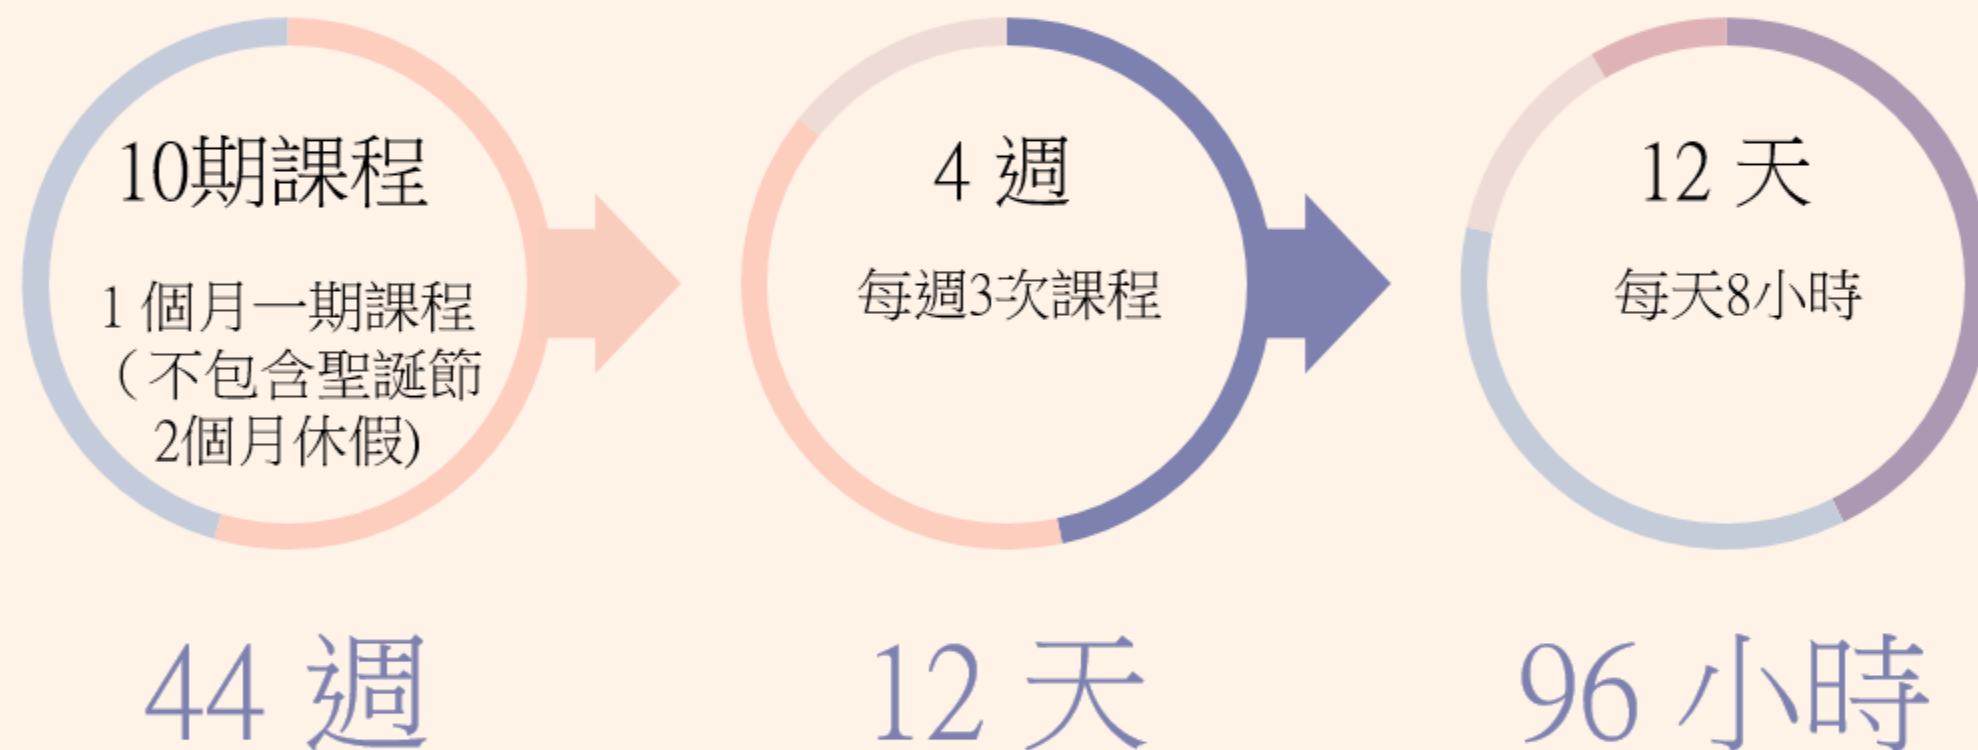 10期課程
1 個月一期課程
（不包含聖誕節
2個月休假)
44 週
4 週
每週3次課程
12 天
12 天
每天8小時
96 小時